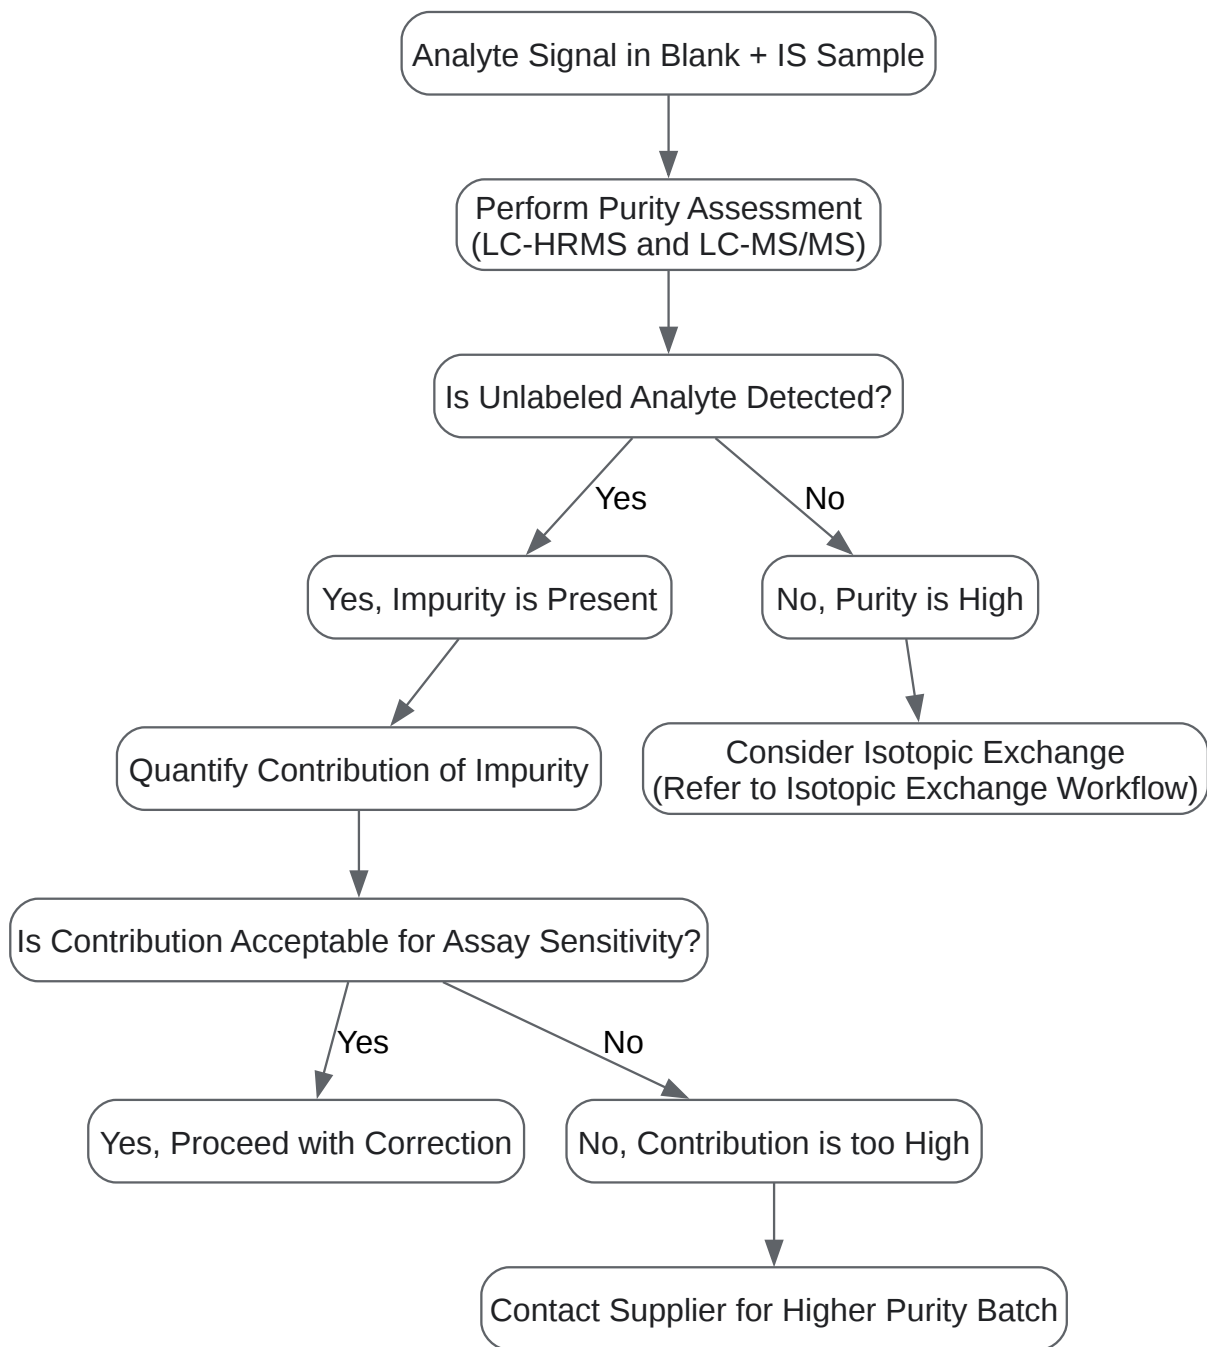 Analyte Signal in Blank + IS Sample
Perform Purity Assessment
(LC-HRMS and LC-MS/MS)
Is Unlabeled Analyte Detected?
Yes
No
Yes, Impurity is Present
No, Purity is High
Quantify Contribution of Impurity
Consider Isotopic Exchange
(Refer to Isotopic Exchange Workflow)
Is Contribution Acceptable for Assay Sensitivity?
Yes
No
Yes, Proceed with Correction
No, Contribution is too High
Contact Supplier for Higher Purity Batch